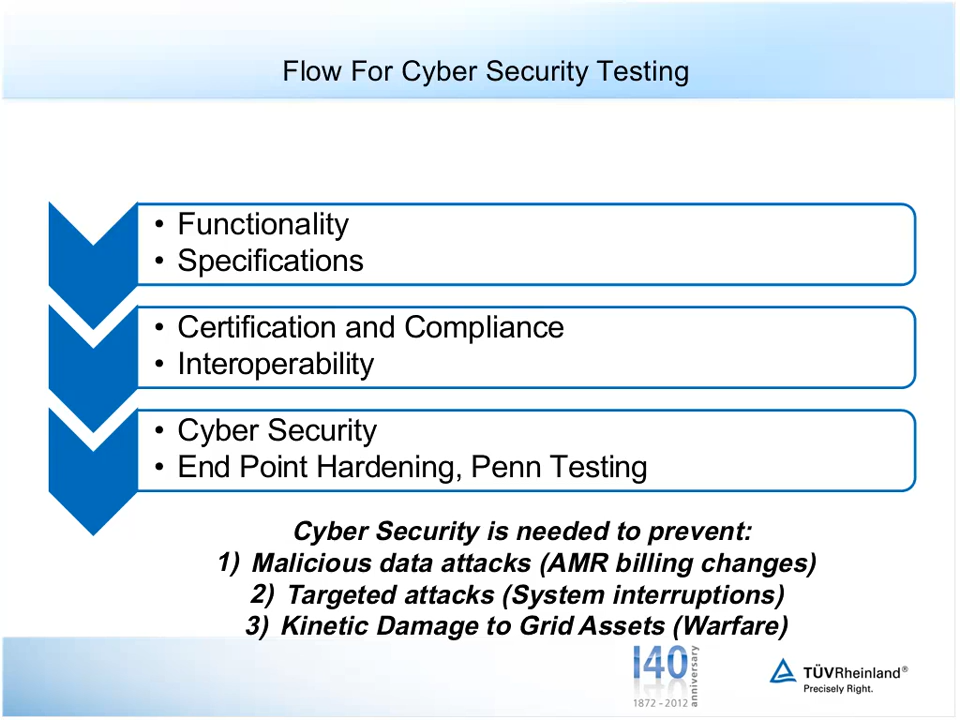 Flow For Cyber Security Testing
• Functionality
• Specifications
• Certification and Compliance
• Interoperability
• Cyber Security
• End Point Hardening, Penn Testing
Cyber Security is needed to prevent:
1) Malicious data attacks (AMR billing changes)
2) Targeted attacks (System interruptions)
3) Kinetic Damage to Grid Assets (Warfare)
140
anniversary
1872 - 2012
TÜVRheinland®
Precisely Right.